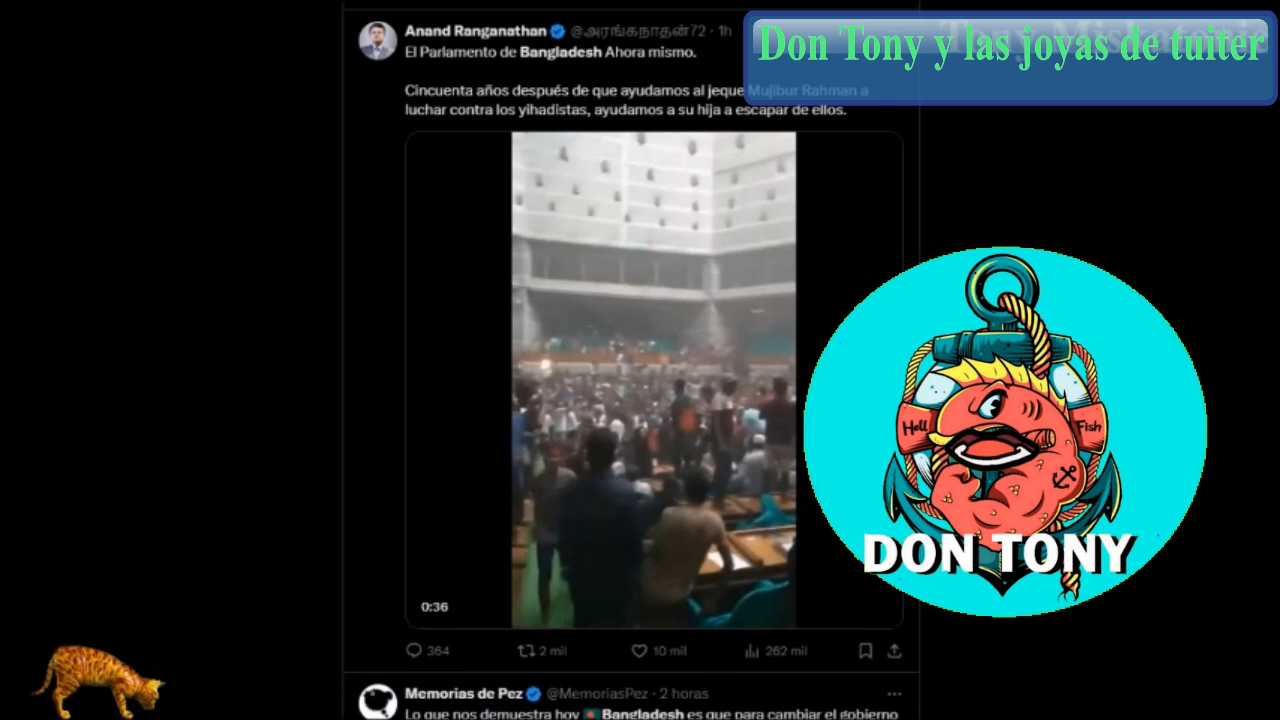 Anand Ranganathan @அரங்கநாதன்72 · 1h
El Parlamento de Bangladesh Ahora mismo.
Don Tony y las joyas de tuiter
Cincuenta años después de que ayudamos al jeque Mujibur Rahman a
luchar contra los yihadistas, ayudamos a su hija a escapar de ellos.
Hell Fish
DON TONY
0:36
364 2 mil 10 mil 262 mil
Memorias de Pez @MemoriasPez · 2 horas
Lo que nos demuestra hoy 🇧🇩 Bangladesh es que para cambiar el gobierno